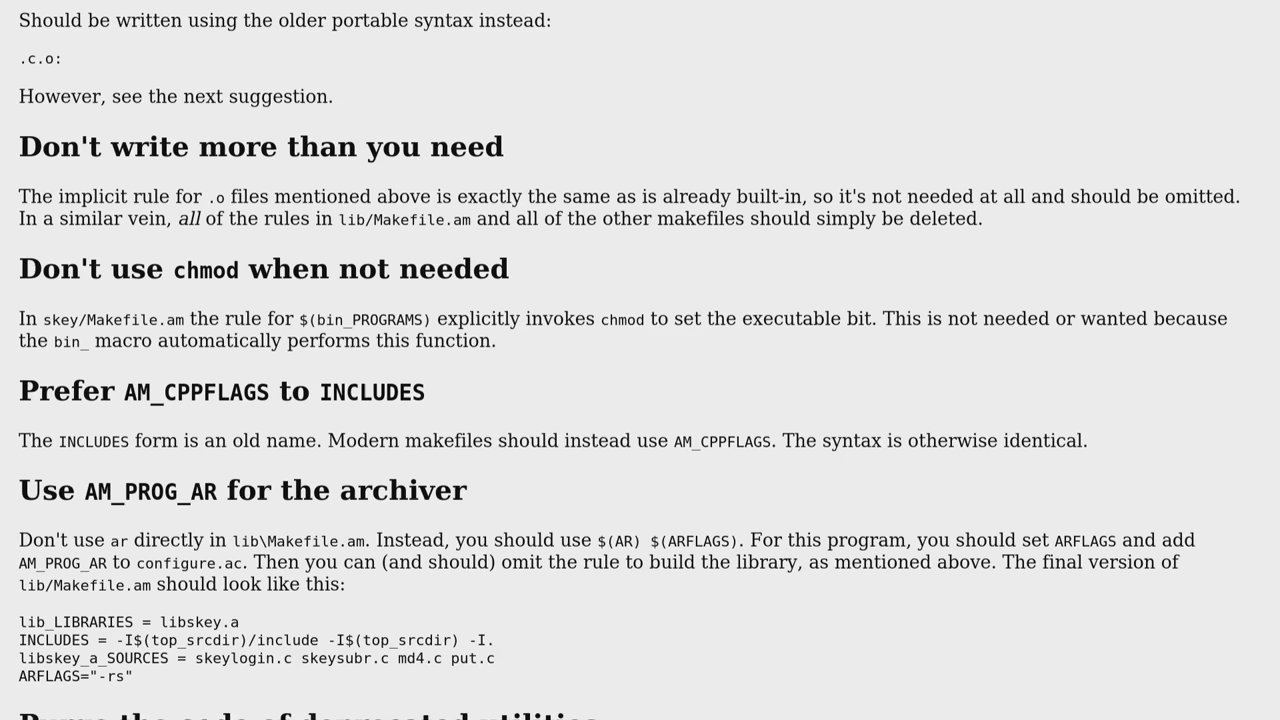 Should be written using the older portable syntax instead:
.c.o:
However, see the next suggestion.
Don't write more than you need
The implicit rule for .o files mentioned above is exactly the same as is already built-in, so it's not needed at all and should be omitted.
In a similar vein, all of the rules in lib/Makefile.am and all of the other makefiles should simply be deleted.
Don't use chmod when not needed
In skey/Makefile.am the rule for $(bin_PROGRAMS) explicitly invokes chmod to set the executable bit. This is not needed or wanted because
the bin_ macro automatically performs this function.
Prefer AM_CPPFLAGS to INCLUDES
The INCLUDES form is an old name. Modern makefiles should instead use AM_CPPFLAGS. The syntax is otherwise identical.
Use AM_PROG_AR for the archiver
Don't use ar directly in lib\Makefile.am. Instead, you should use $(AR) $(ARFLAGS). For this program, you should set ARFLAGS and add
AM_PROG_AR to configure.ac. Then you can (and should) omit the rule to build the library, as mentioned above. The final version of
lib/Makefile.am should look like this:
lib_LIBRARIES = libskey.a
INCLUDES = -I$(top_srcdir)/include -I$(top_srcdir) -I.
libskey_a_SOURCES = skeylogin.c skeysubr.c md4.c put.c
ARFLAGS="-rs"